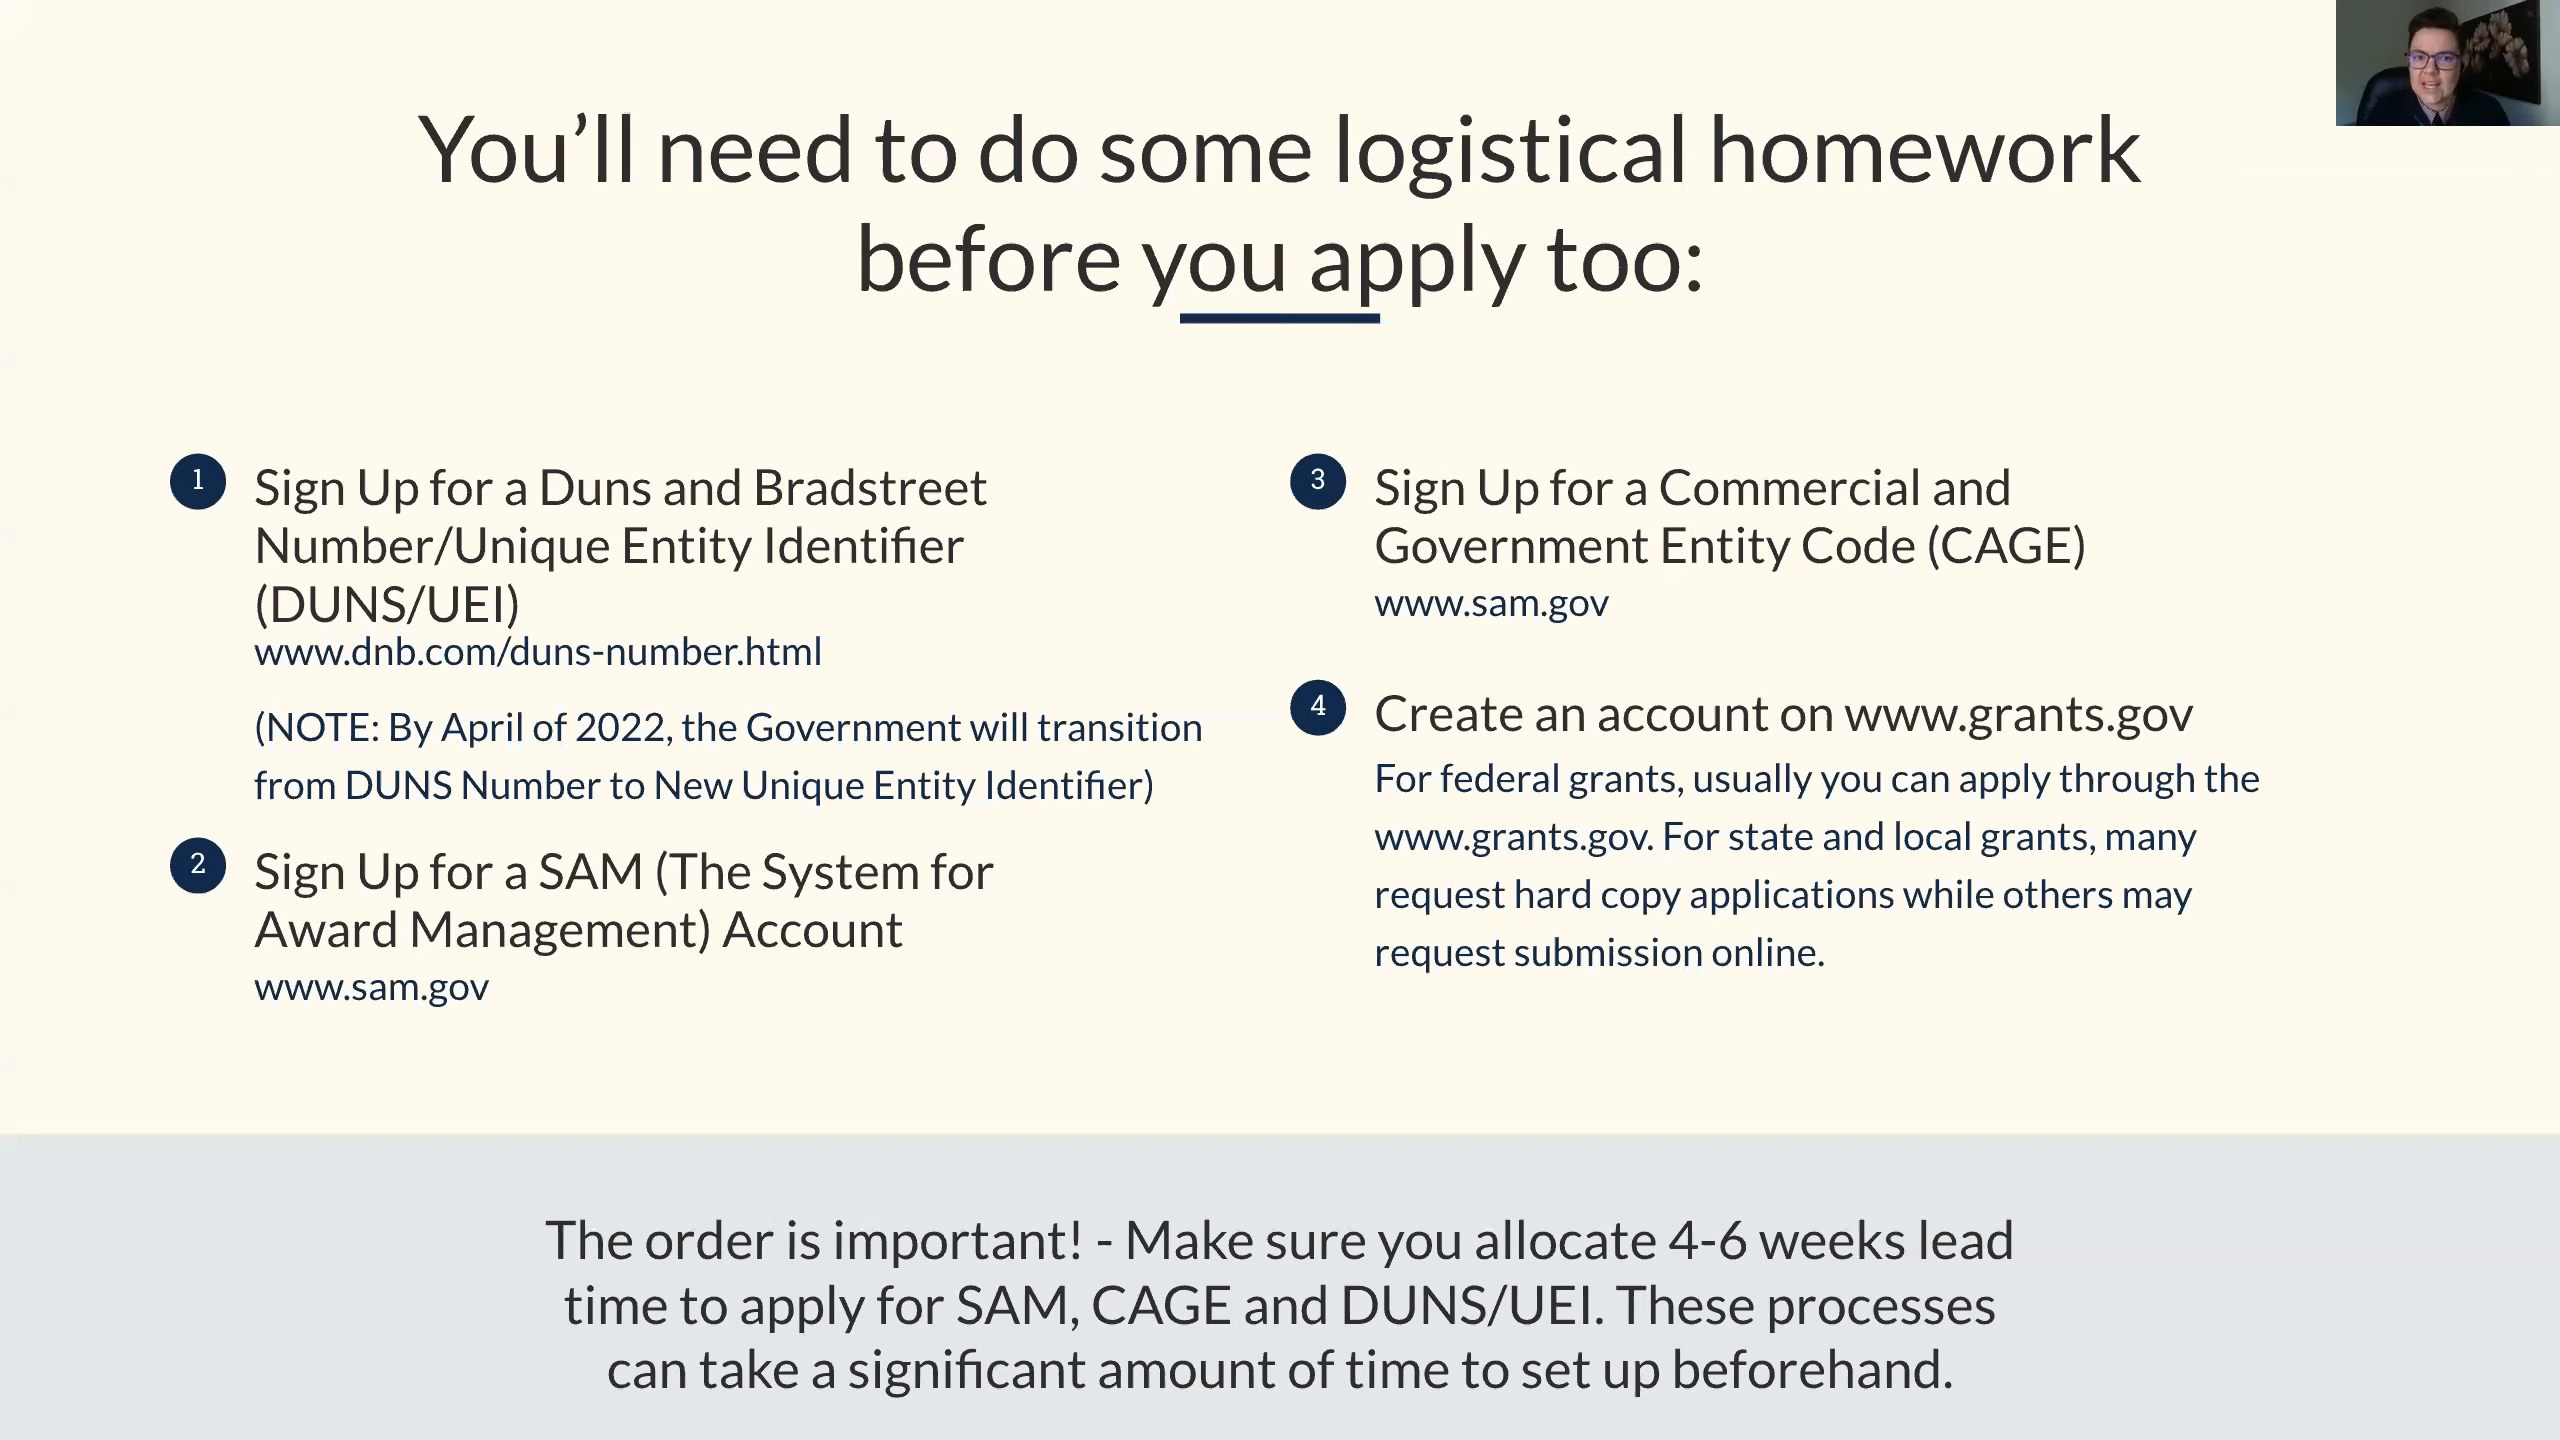 You’ll need to do some logistical homework
before you apply too:
1
Sign Up for a Duns and Bradstreet
Number/Unique Entity Identifier
(DUNS/UEI)
www.dnb.com/duns-number.html
(NOTE: By April of 2022, the Government will transition
from DUNS Number to New Unique Entity Identifier)
2
Sign Up for a SAM (The System for
Award Management) Account
www.sam.gov
3
Sign Up for a Commercial and
Government Entity Code (CAGE)
www.sam.gov
4
Create an account on www.grants.gov
For federal grants, usually you can apply through the
www.grants.gov. For state and local grants, many
request hard copy applications while others may
request submission online.
The order is important! - Make sure you allocate 4-6 weeks lead
time to apply for SAM, CAGE and DUNS/UEI. These processes
can take a significant amount of time to set up beforehand.